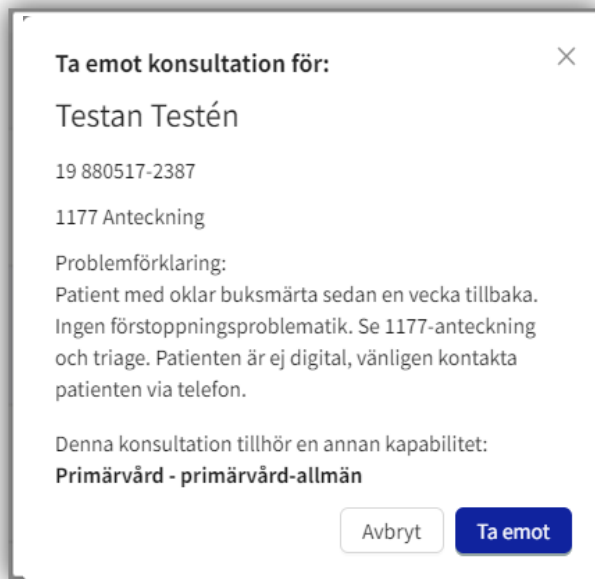 Ta emot konsultation för:
Testan Testén
19 880517-2387
1177 Anteckning
Problemförklaring:
Patient med oklar buksmärta sedan en vecka tillbaka.
Ingen förstoppningsproblematik. Se 1177-anteckning
och triage. Patienten är ej digital, vänligen kontakta
patienten via telefon.
Denna konsultation tillhör en annan kapabilitet:
Primärvård - primärvård-allmän
Avbryt Ta emot